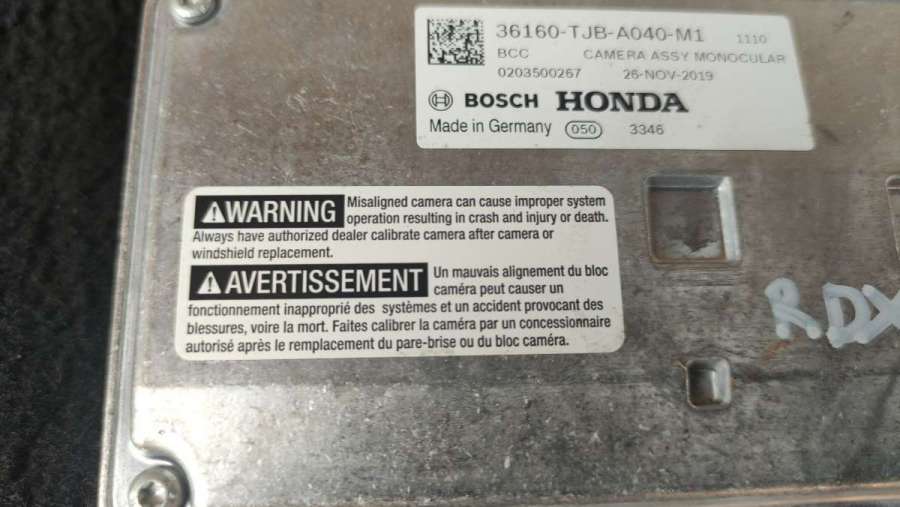 36160-TJB-A040-M1 1110
BCC CAMERA ASSY MONOCULAR
0203500267 26-NOV-2019
BOSCH HONDA
Made in Germany 050 3346
WARNING Misaligned camera can cause improper system
operation resulting in crash and injury or death.
Always have authorized dealer calibrate camera after camera or
windshield replacement.
AVERTISSEMENT Un mauvais alignement du bloc
caméra peut causer un
fonctionnement inapproprié des systèmes et un accident provocant des
blessures, voire la mort. Faites calibrer la caméra par un concessionnaire
autorisé après le remplacement du pare-brise ou du bloc caméra.
RDX